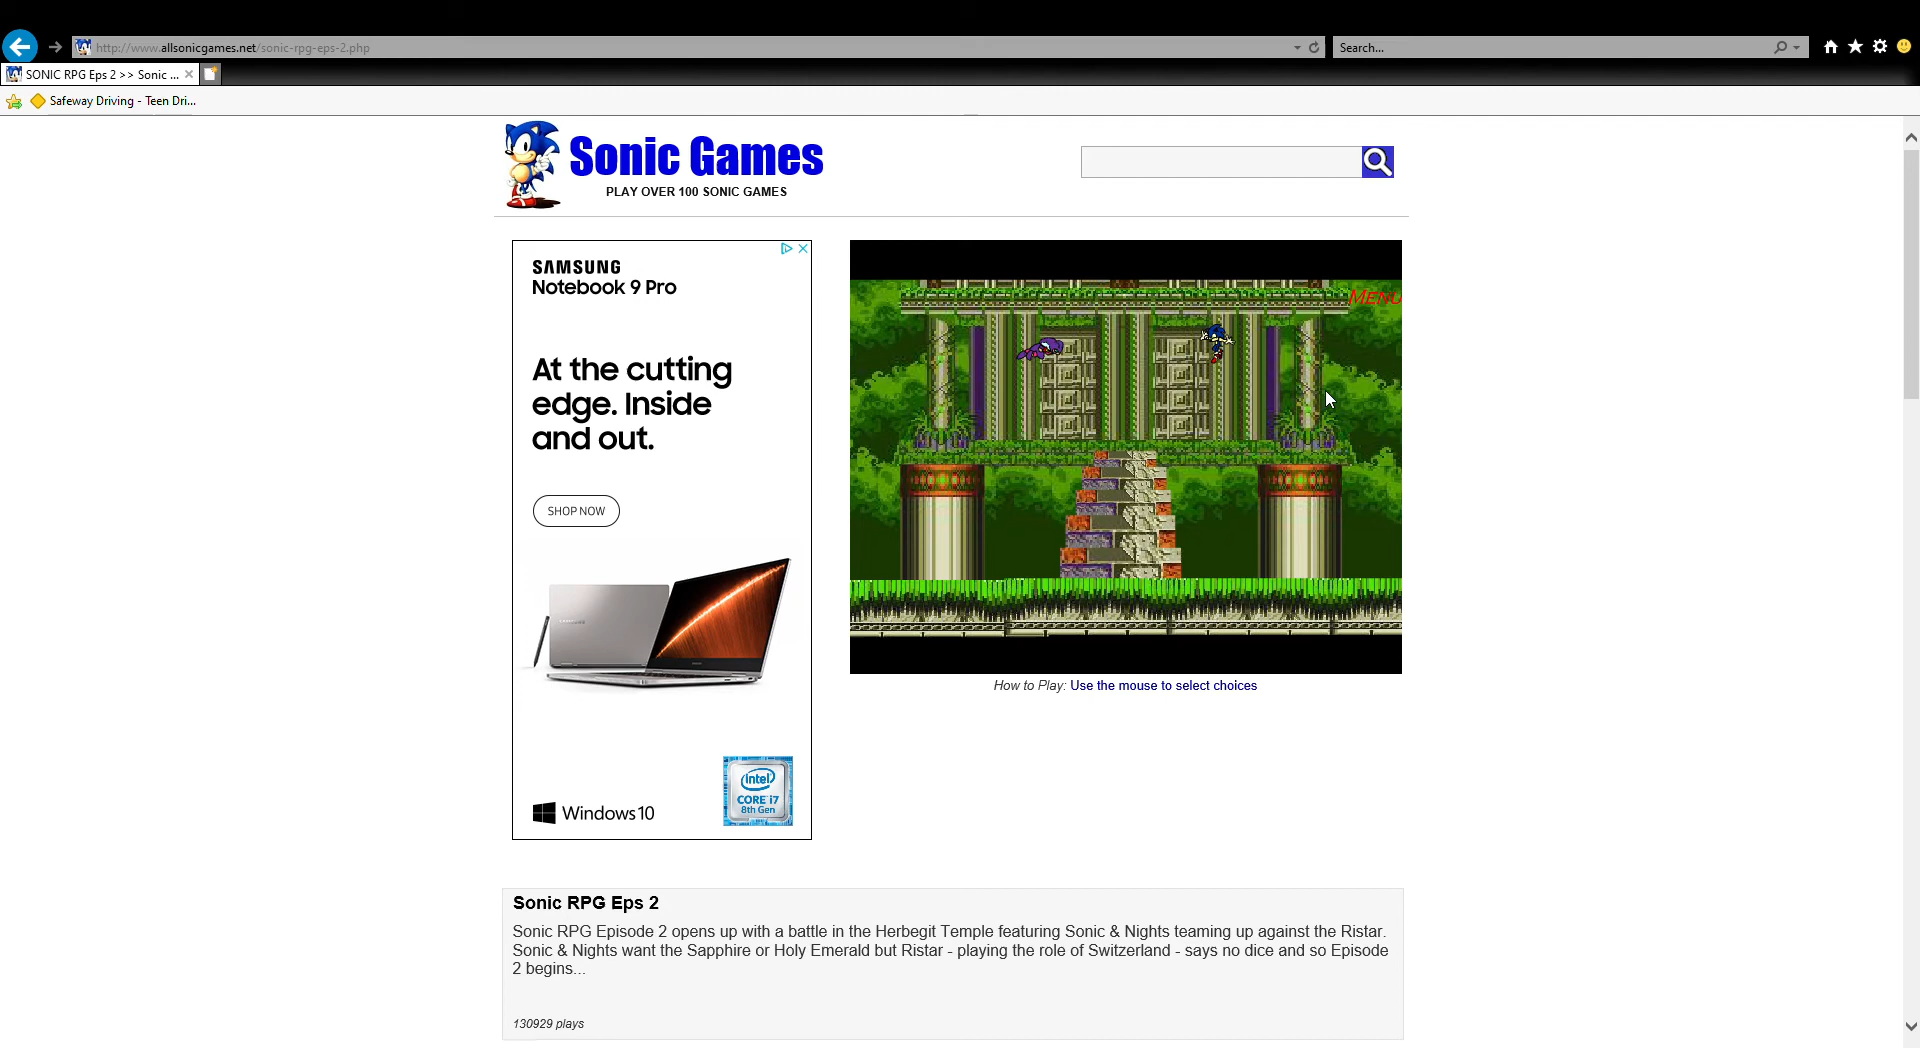 http://www.allsonicgames.net/sonic-rpg-eps-2.php
Search...
SONIC RPG Eps 2 >> Sonic ...
Safeway Driving - Teen Dri...
Sonic Games
PLAY OVER 100 SONIC GAMES
SAMSUNG
Notebook 9 Pro
At the cutting
edge. Inside
and out.
SHOP NOW
Windows 10
intel
CORE i7
8th Gen
MENU
How to Play: Use the mouse to select choices
Sonic RPG Eps 2
Sonic RPG Episode 2 opens up with a battle in the Herbegit Temple featuring Sonic & Nights teaming up against the Ristar.
Sonic & Nights want the Sapphire or Holy Emerald but Ristar - playing the role of Switzerland - says no dice and so Episode
2 begins...
130929 plays